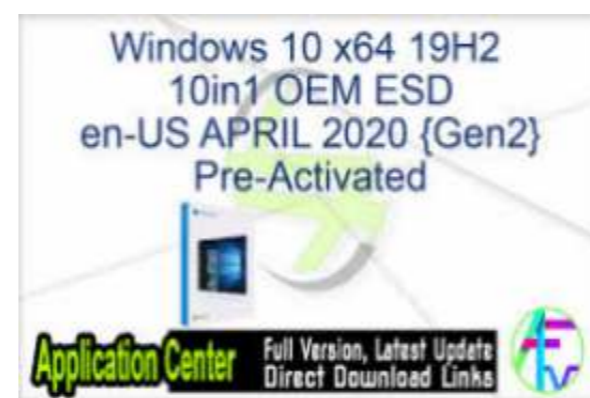 Windows 10 x64 19H2
10in1 OEM ESD
en-US APRIL 2020 {Gen2}
Pre-Activated
Application Center
Full Version, Latest Update
Direct Download Links